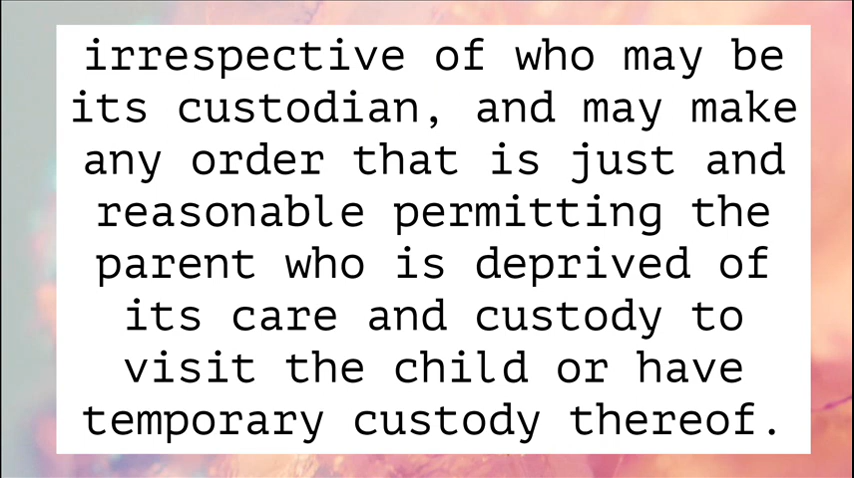 irrespective of who may be
its custodian, and may make
any order that is just and
reasonable permitting the
parent who is deprived of
its care and custody to
visit the child or have
temporary custody thereof.